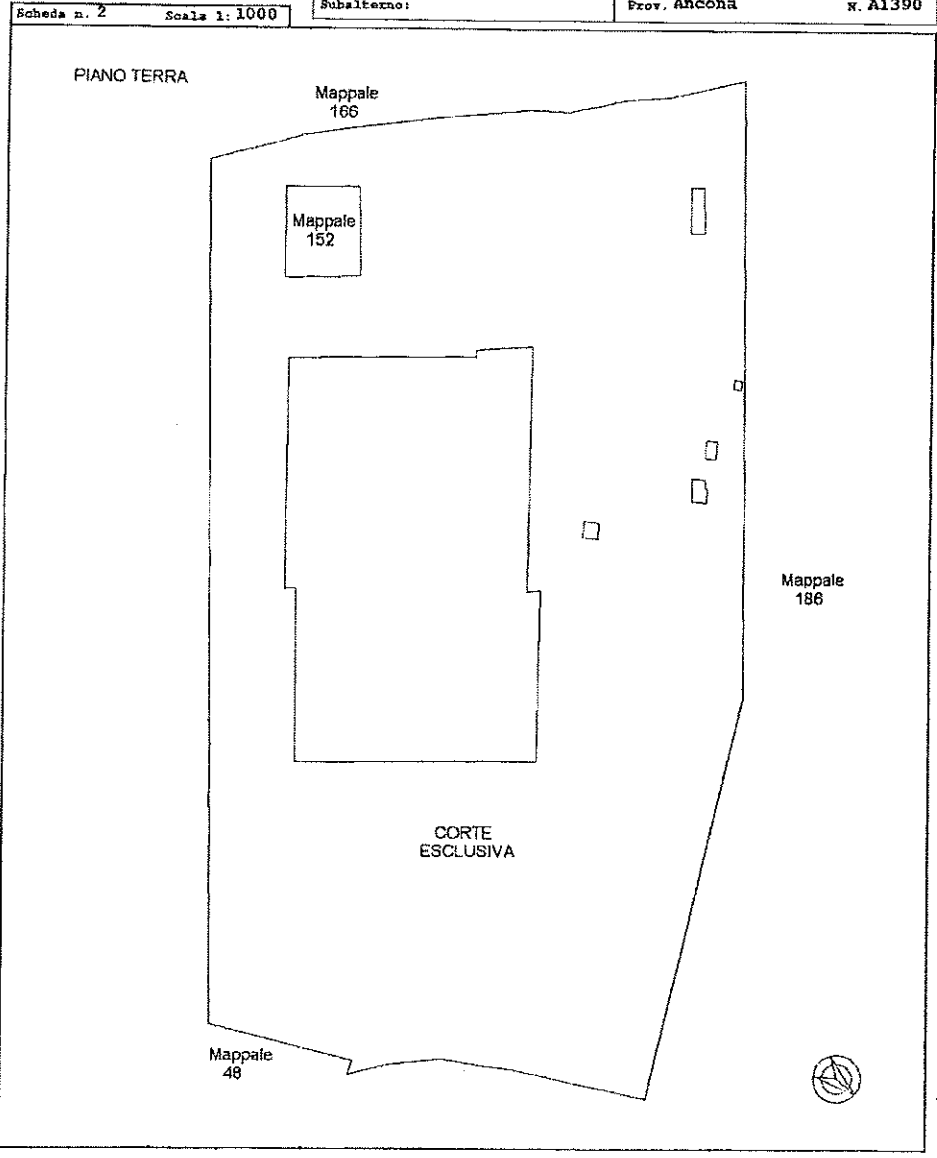 Scheda n. 2 Scala 1: 1000
Subalterno:
Prov. Ancona N. A1390
PIANO TERRA
Mappale
166
Mappale
152
Mappale
186
CORTE
ESCLUSIVA
Mappale
48